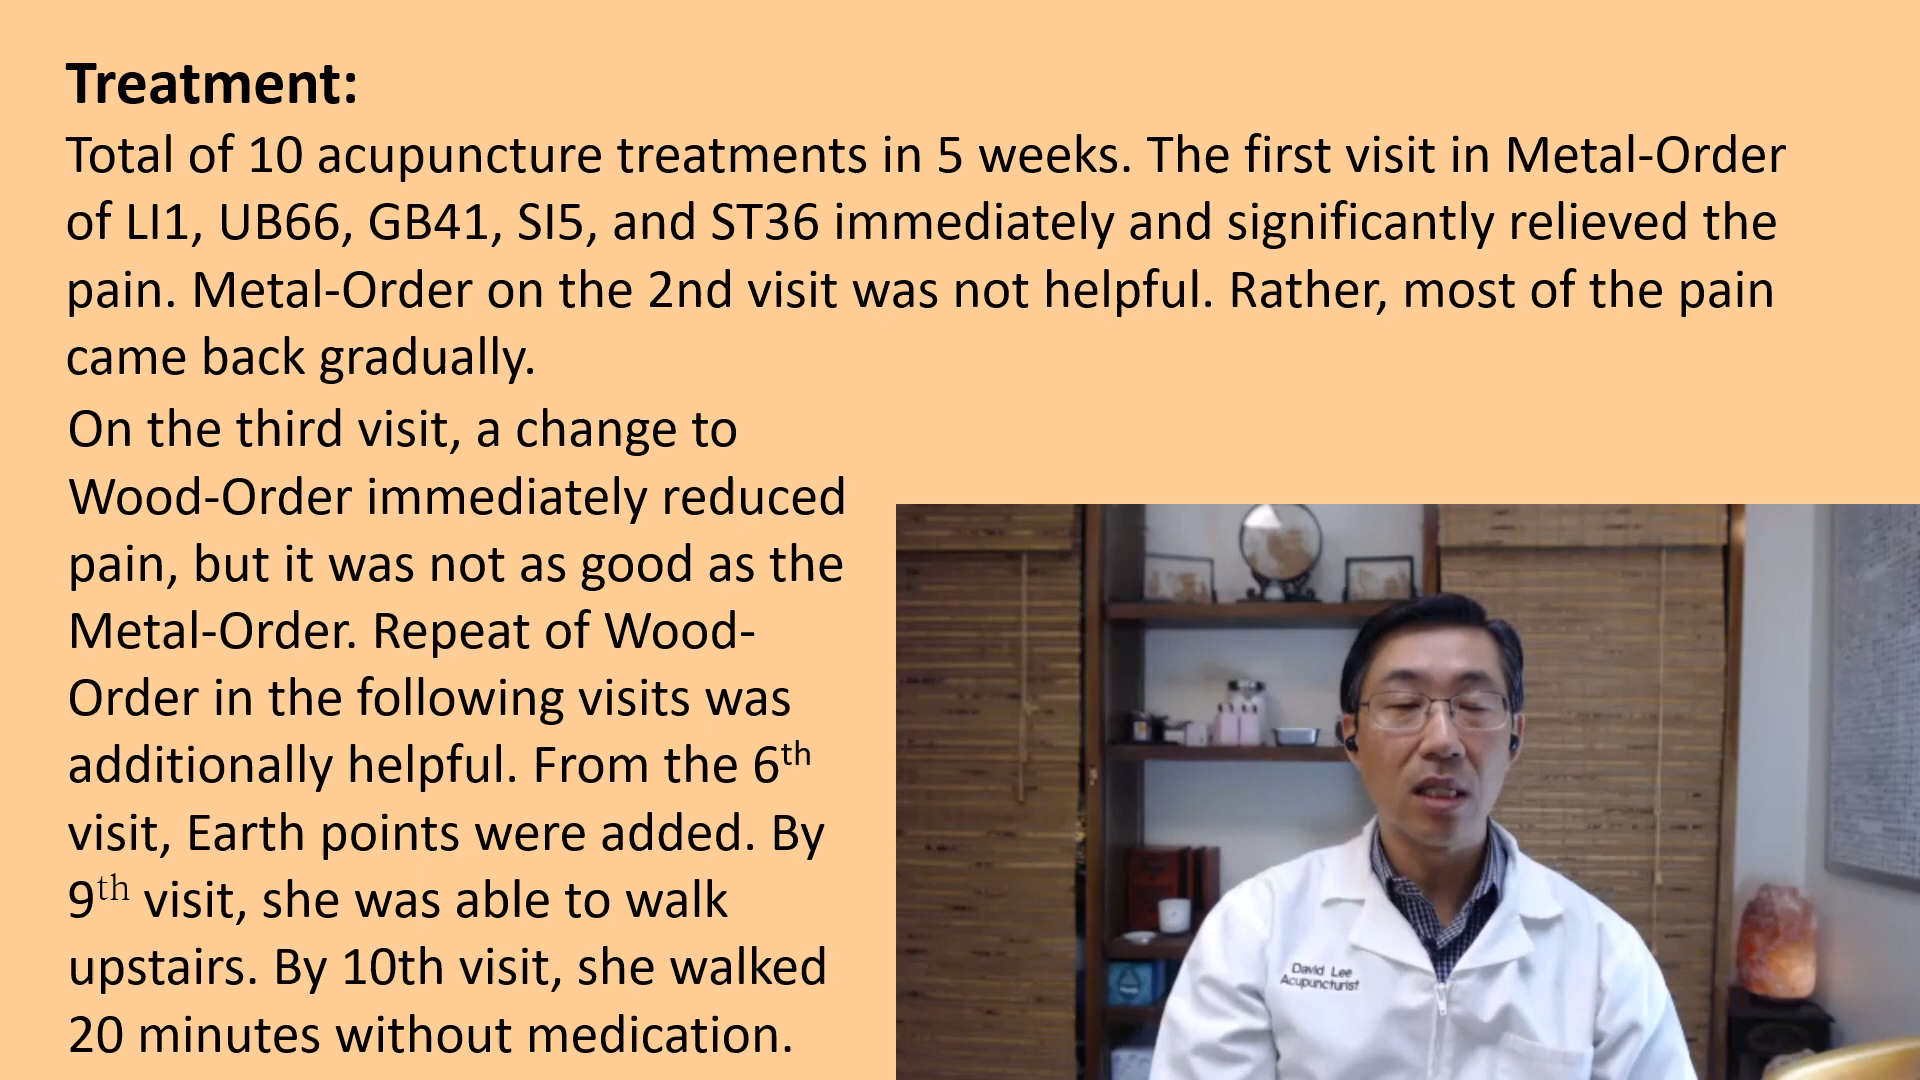 Treatment:
Total of 10 acupuncture treatments in 5 weeks. The first visit in Metal-Order
of LI1, UB66, GB41, SI5, and ST36 immediately and significantly relieved the
pain. Metal-Order on the 2nd visit was not helpful. Rather, most of the pain
came back gradually.
On the third visit, a change to
Wood-Order immediately reduced
pain, but it was not as good as the
Metal-Order. Repeat of Wood-
Order in the following visits was
additionally helpful. From the 6th
visit, Earth points were added. By
9th visit, she was able to walk
upstairs. By 10th visit, she walked
20 minutes without medication.
David Lee
Acupuncturist